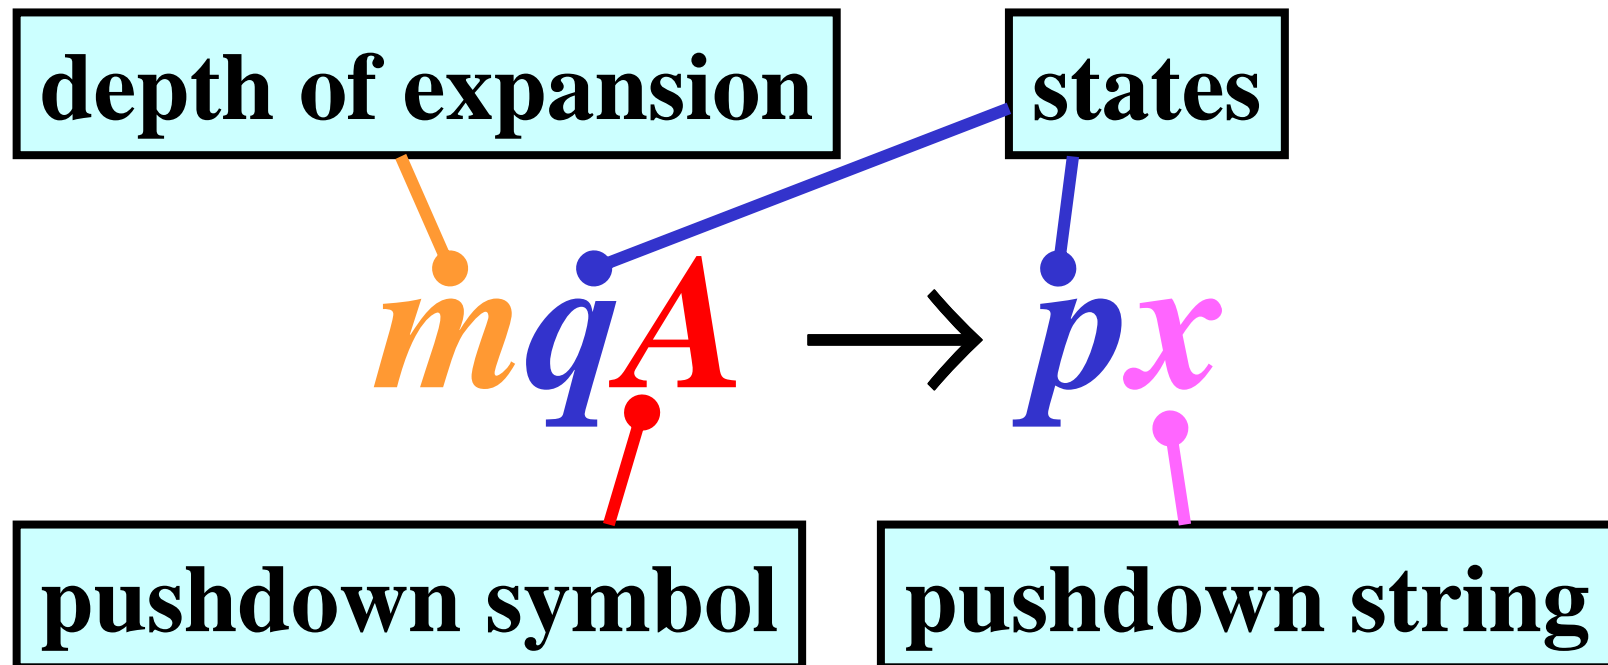 depth of expansion states
mqA → px
pushdown symbol pushdown string